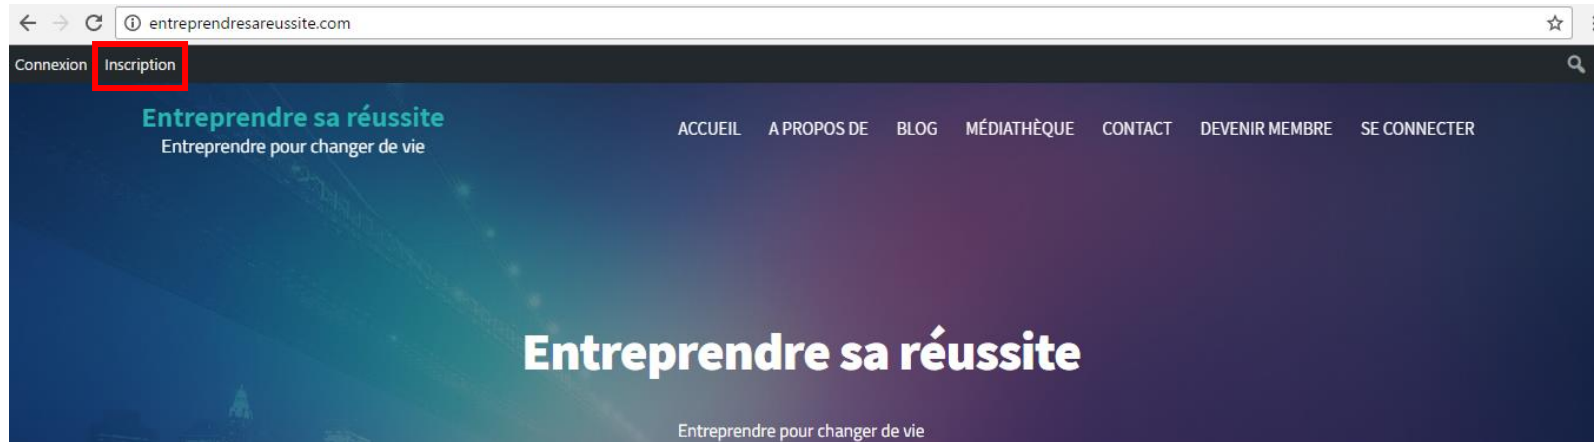 entreprendresareussite.com
Connexion Inscription
Entreprendre sa réussite
Entreprendre pour changer de vie
ACCUEIL A PROPOS DE BLOG MÉDIATHÈQUE CONTACT DEVENIR MEMBRE SE CONNECTER
Entreprendre sa réussite
Entreprendre pour changer de vie